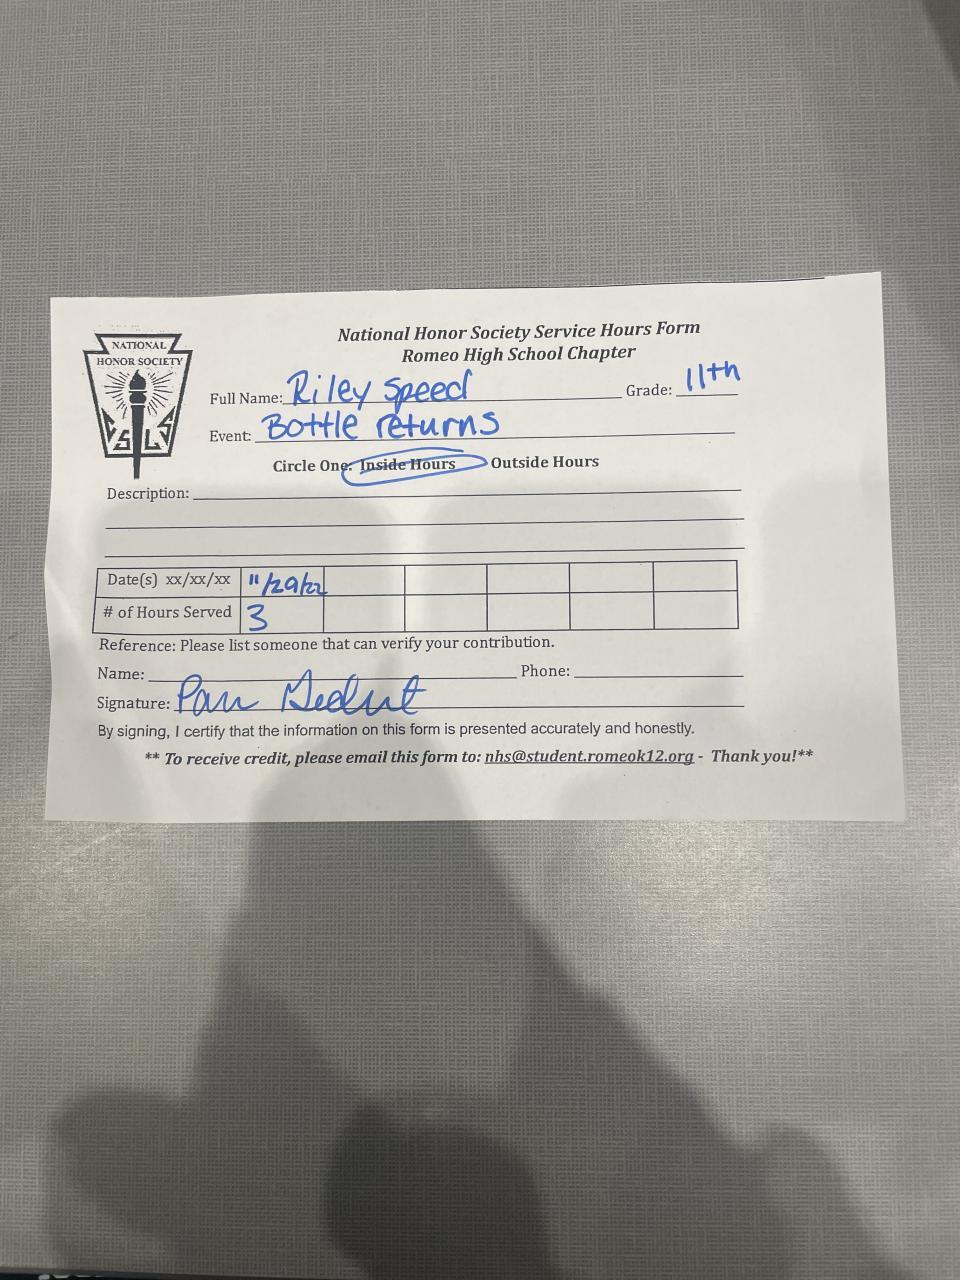 NATIONAL
HONOR SOCIETY
C S L S
National Honor Society Service Hours Form
Romeo High School Chapter
Full Name: Riley Speed Grade: 11th
Event: Bottle returns
Circle One: Inside Hours Outside Hours
Description:
Date(s) xx/xx/xx 11/29/22
# of Hours Served 3
Reference: Please list someone that can verify your contribution.
Name: Phone:
Signature: Pam
By signing, I certify that the information on this form is presented accurately and honestly.
** To receive credit, please email this form to: nhs@student.romeok12.org - Thank you!**